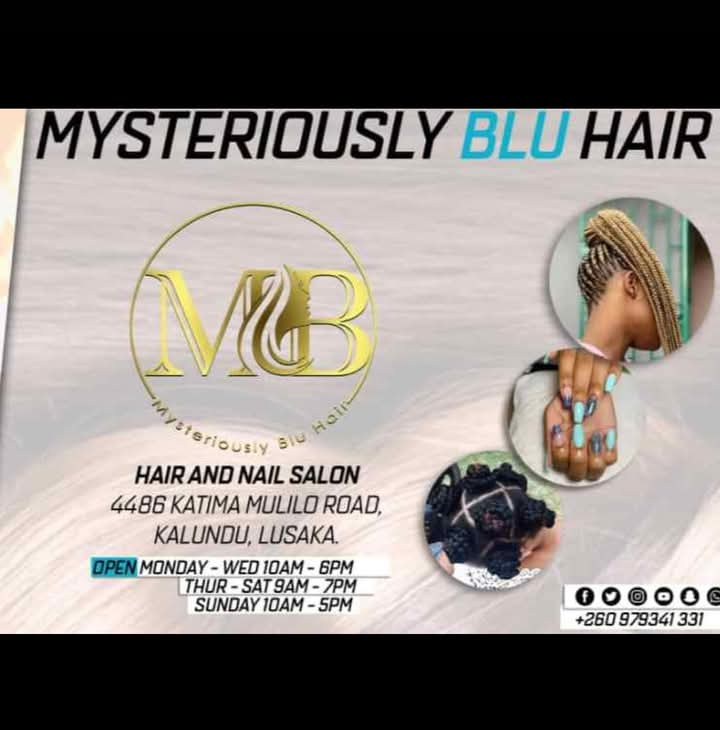 MYSTERIOUSLY BLU HAIR
MB
Mysteriously Blu Hair
HAIR AND NAIL SALON
4486 KATIMA MULILO ROAD,
KALUNDU, LUSAKA.
OPEN MONDAY - WED 10AM - 6PM
THUR - SAT 9AM - 7PM
SUNDAY 10AM - 5PM
+260 979341 331